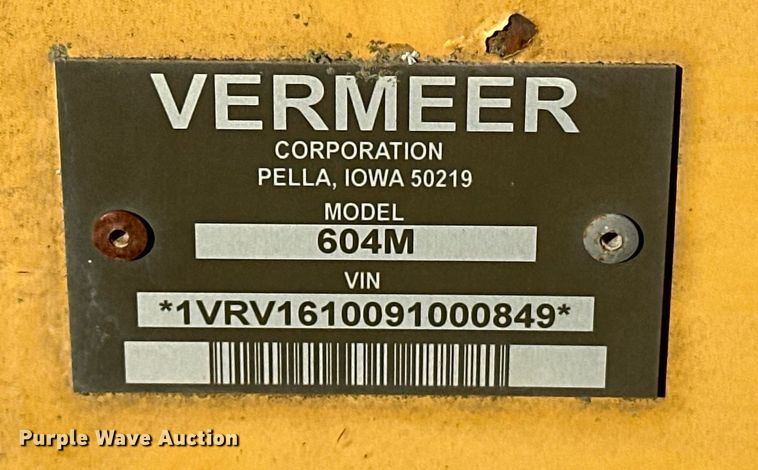 VERMEER
CORPORATION
PELLA, IOWA 50219
MODEL
604M
VIN
*1VRV1610091000849*
Purple Wave Auction